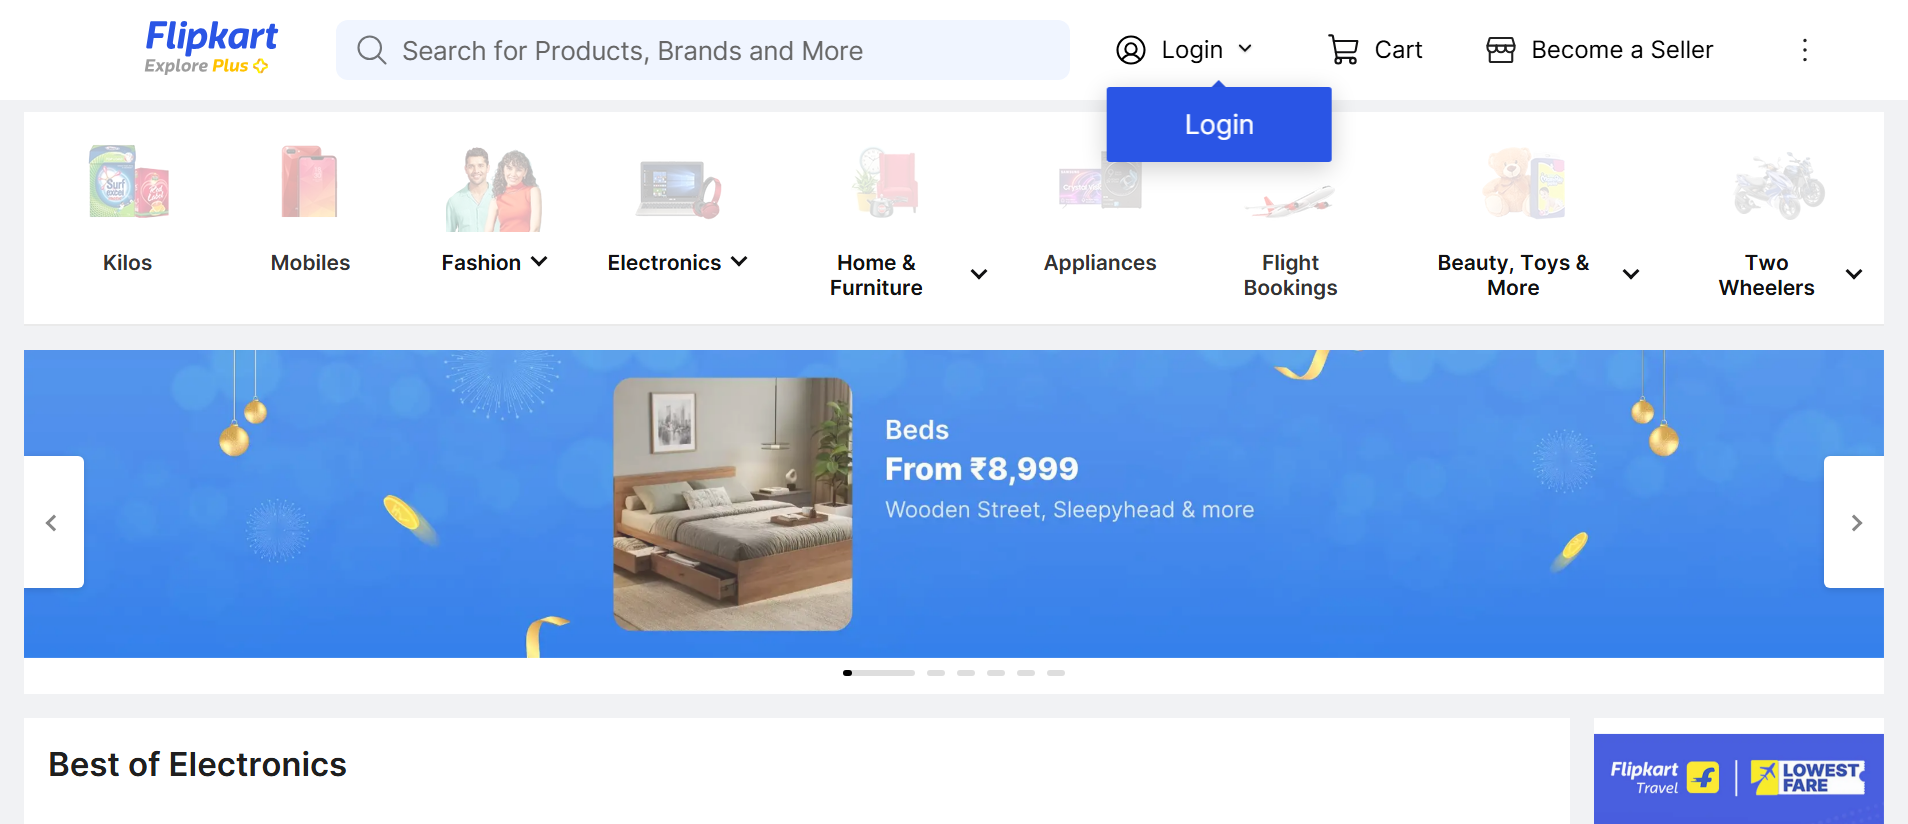 Flipkart
Explore Plus
Search for Products, Brands and More
Login
Cart
Become a Seller
Login
Surf excel
Kilos
Mobiles
Fashion
Electronics
Home & Furniture
Appliances
Flight Bookings
Beauty, Toys & More
Two Wheelers
Beds
From ₹8,999
Wooden Street, Sleepyhead & more
Best of Electronics
Flipkart
Travel
LOWEST
FARE